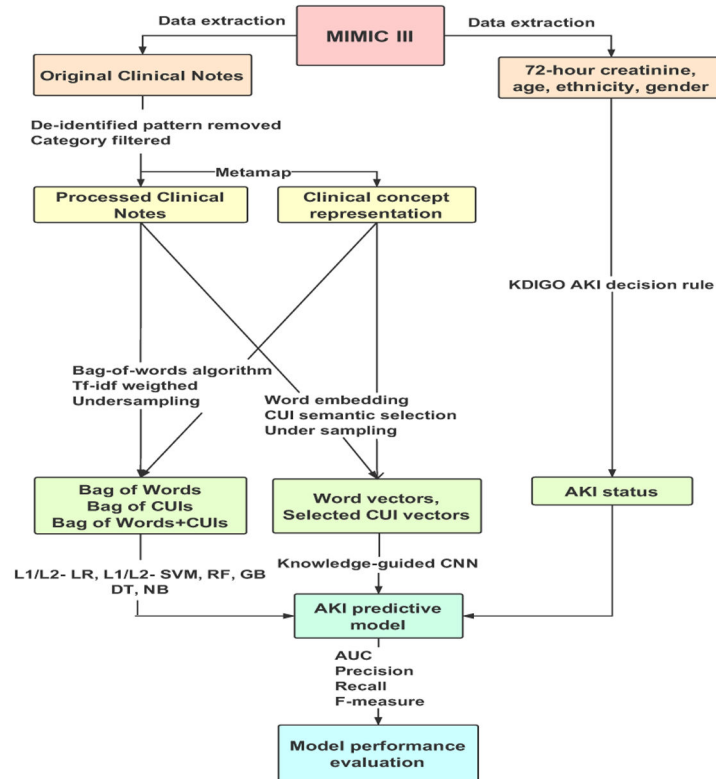 Data extraction
MIMIC III
Data extraction
Original Clinical Notes
72-hour creatinine,
age, ethnicity, gender
De-identified pattern removed
Category filtered
Metamap
Processed Clinical
Notes
Clinical concept
representation
KDIGO AKI decision rule
Bag-of-words algorithm
Tf-idf weigthed
Undersampling
Word embedding
CUI semantic selection
Under sampling
Bag of Words
Bag of CUIs
Bag of Words+CUIs
Word vectors,
Selected CUI vectors
AKI status
L1/L2- LR, L1/L2- SVM, RF, GB
DT, NB
Knowledge-guided CNN
AKI predictive
model
AUC
Precision
Recall
F-measure
Model performance
evaluation